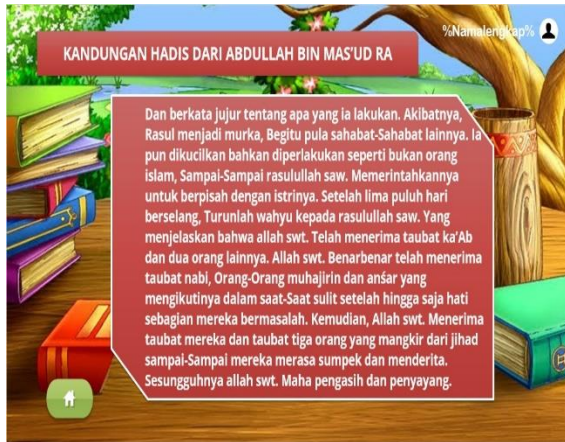 %Namalengkap%
KANDUNGAN HADIS DARI ABDULLAH BIN MAS'UD RA
Dan berkata jujur tentang apa yang ia lakukan. Akibatnya,
Rasul menjadi murka, Begitu pula sahabat-Sahabat lainnya. Ia
pun dikucilkan bahkan diperlakukan seperti bukan orang
islam, Sampai-Sampai rasulullah saw. Memerintahkannya
untuk berpisah dengan istrinya. Setelah lima puluh hari
berselang, Turunlah wahyu kepada rasulullah saw. Yang
menjelaskan bahwa allah swt. Telah menerima taubat ka'Ab
dan dua orang lainnya. Allah swt. Benarbenar telah menerima
taubat nabi, Orang-Orang muhajirin dan anśar yang
mengikutinya dalam saat-Saat sulit setelah hingga saja hati
sebagian mereka bermasalah. Kemudian, Allah swt. Menerima
taubat mereka dan taubat tiga orang yang mangkir dari jihad
sampai-Sampai mereka merasa sumpek dan menderita.
Sesungguhnya allah swt. Maha pengasih dan penyayang.